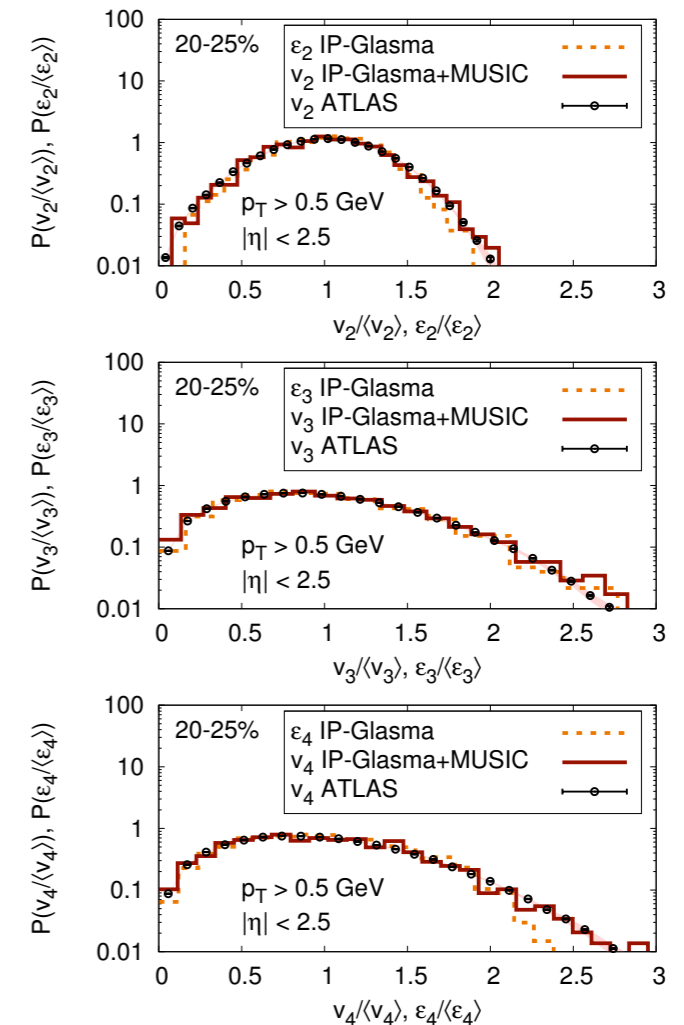 100
20-25%
ε2 IP-Glasma
v2 IP-Glasma+MUSIC
v2 ATLAS
10
1
0.1
0.01
pT > 0.5 GeV
|η| < 2.5
P(v2/⟨v2⟩), P(ε2/⟨ε2⟩)
0 0.5 1 1.5 2 2.5 3
v2/⟨v2⟩, ε2/⟨ε2⟩
100
20-25%
ε3 IP-Glasma
v3 IP-Glasma+MUSIC
v3 ATLAS
10
1
0.1
0.01
pT > 0.5 GeV
|η| < 2.5
P(v3/⟨v3⟩), P(ε3/⟨ε3⟩)
0 0.5 1 1.5 2 2.5 3
v3/⟨v3⟩, ε3/⟨ε3⟩
100
20-25%
ε4 IP-Glasma
v4 IP-Glasma+MUSIC
v4 ATLAS
10
1
0.1
0.01
pT > 0.5 GeV
|η| < 2.5
P(v4/⟨v4⟩), P(ε4/⟨ε4⟩)
0 0.5 1 1.5 2 2.5 3
v4/⟨v4⟩, ε4/⟨ε4⟩